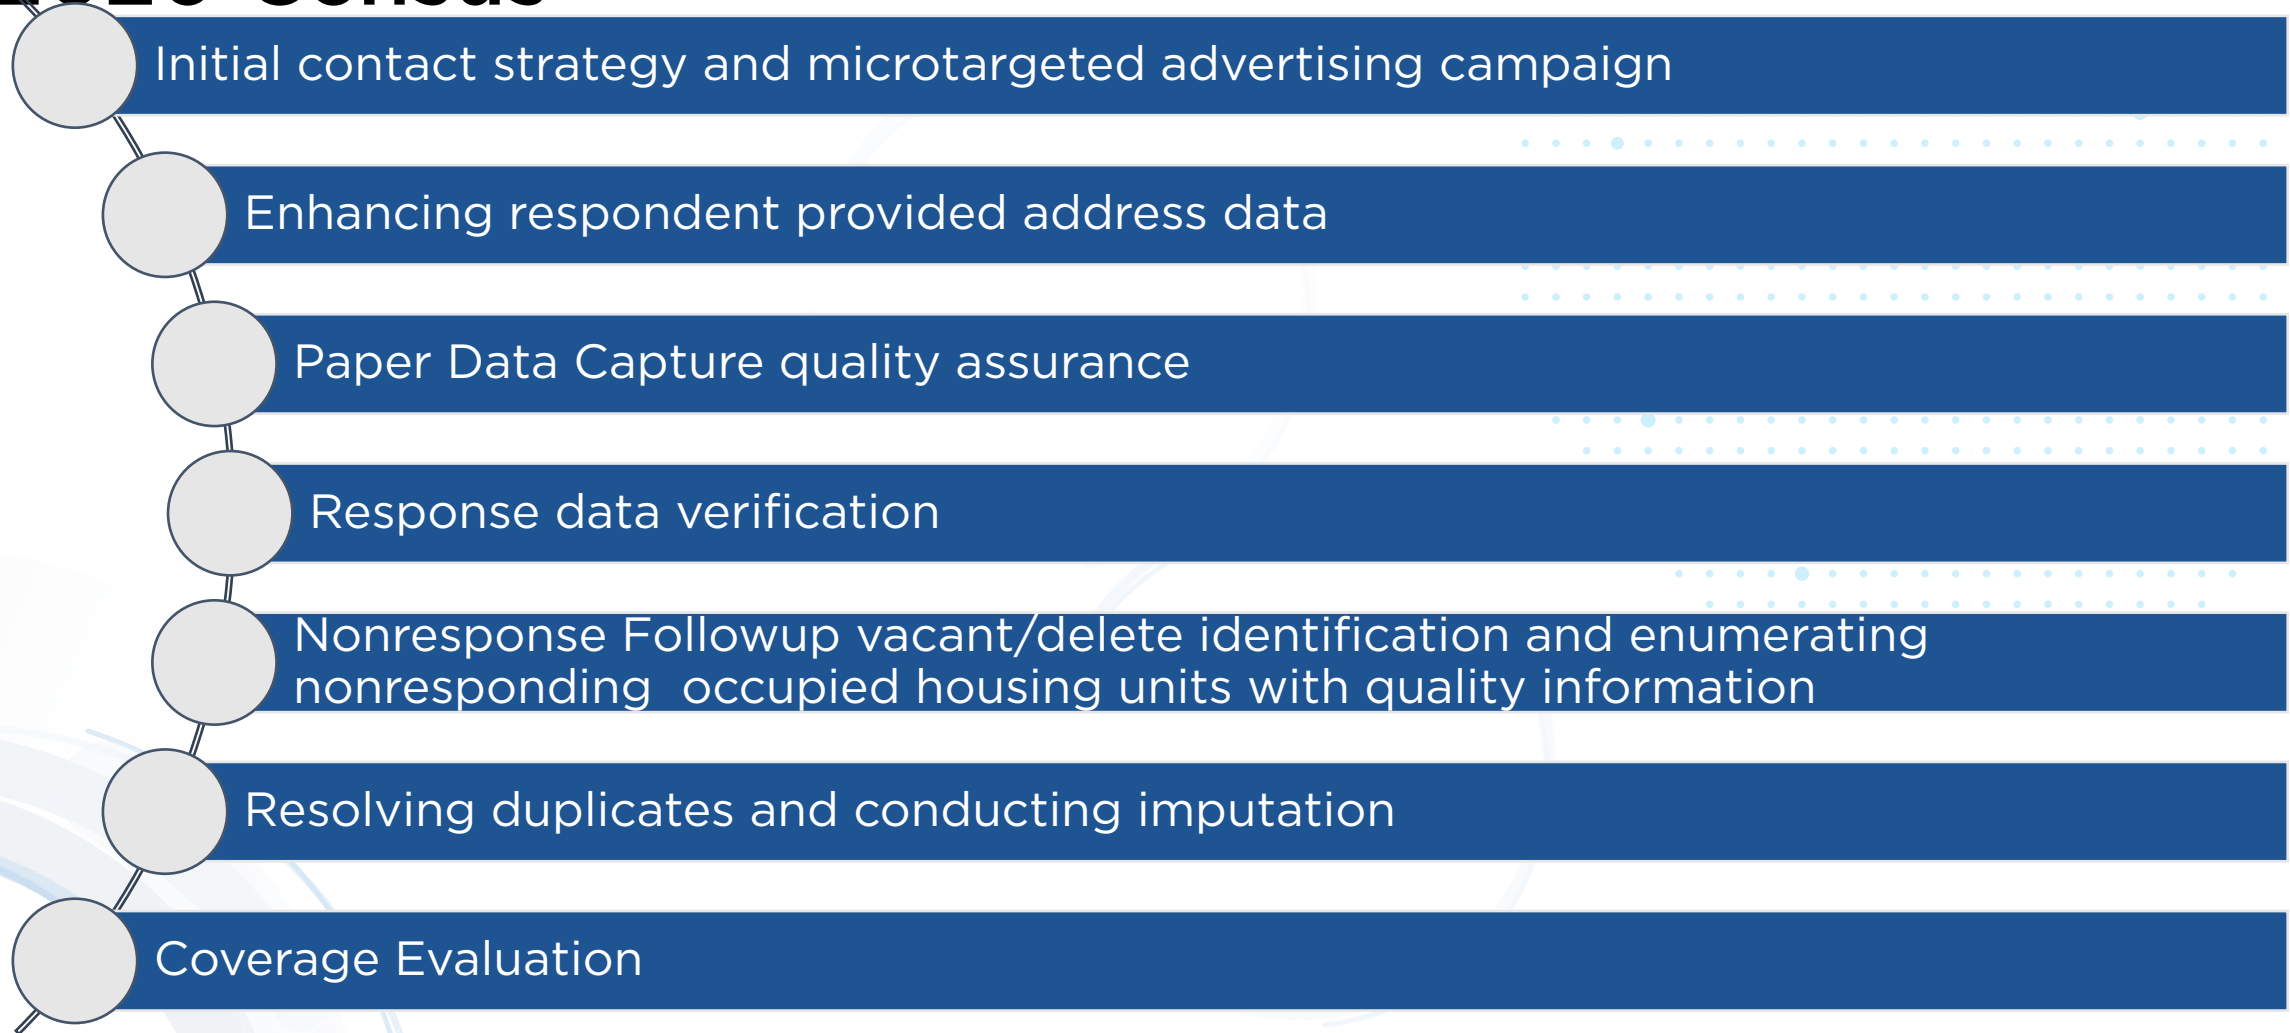 Initial contact strategy and microtargeted advertising campaign
Enhancing respondent provided address data
Paper Data Capture quality assurance
Response data verification
Nonresponse Followup vacant/delete identification and enumerating
nonresponding  occupied housing units with quality information
Resolving duplicates and conducting imputation
Coverage Evaluation